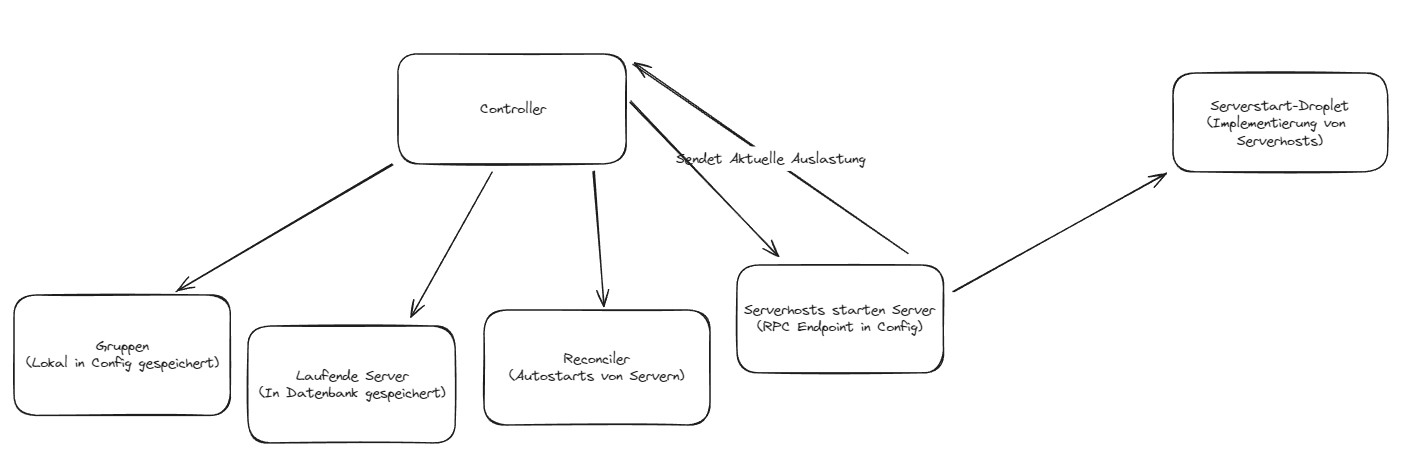 Controller
Serverstart-Droplet
(Implementierung von
Serverhosts)
Sendet Aktuelle Auslastung
Serverhosts starten Server
(RPC Endpoint in Config)
Gruppen
(Lokal in Config gespeichert)
Laufende Server
(In Datenbank gespeichert)
Reconciler
(Autostarts von Servern)